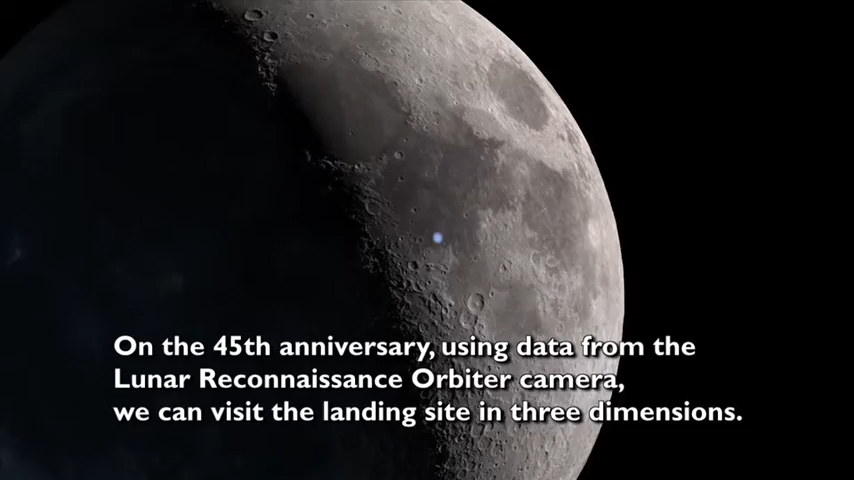 On the 45th anniversary, using data from the
Lunar Reconnaissance Orbiter camera,
we can visit the landing site in three dimensions.